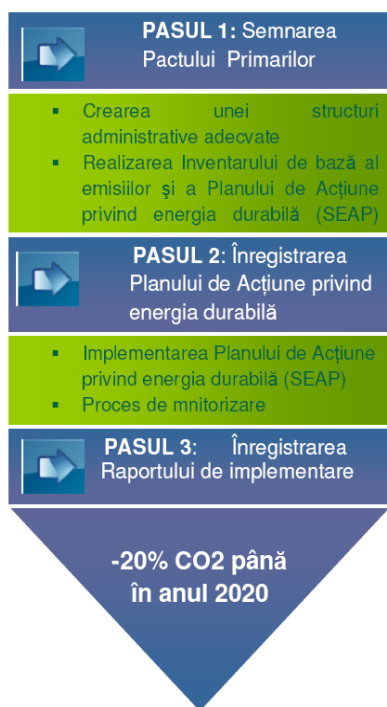 PASUL 1: Semnarea
Pactului Primarilor
▪ Crearea unei structuri
administrative adecvate
▪ Realizarea Inventarului de bază al
emisiilor şi a Planului de Acțiune
privind energia durabilă (SEAP)
PASUL 2: Înregistrarea
Planului de Acțiune privind
energia durabilă
▪ Implementarea Planului de Acțiune
privind energia durabilă (SEAP)
▪ Proces de mnitorizare
PASUL 3: Înregistrarea
Raportului de implementare
-20% CO2 până
în anul 2020